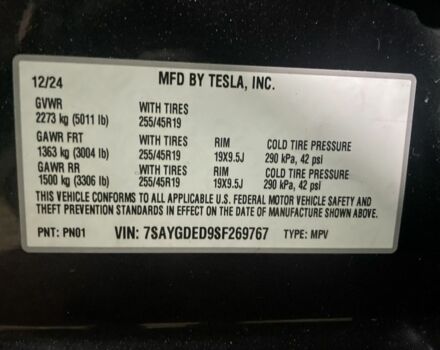 12/24 MFD BY TESLA, INC.
GVWR WITH TIRES
2273 kg (5011 lb) 255/45R19
GAWR FRT WITH TIRES RIM COLD TIRE PRESSURE
1363 kg (3004 lb) 255/45R19 19X9.5J 290 kPa, 42 psi
GAWR RR WITH TIRES RIM COLD TIRE PRESSURE
1500 kg (3306 lb) 255/45R19 19X9.5J 290 kPa, 42 psi
THIS VEHICLE CONFORMS TO ALL APPLICABLE U.S. FEDERAL MOTOR VEHICLE SAFETY AND
THEFT PREVENTION STANDARDS IN EFFECT ON THE DATE OF MANUFACTURE SHOWN ABOVE.
PNT: PN01 VIN: 7SAYGDED9SF269767 TYPE: MPV